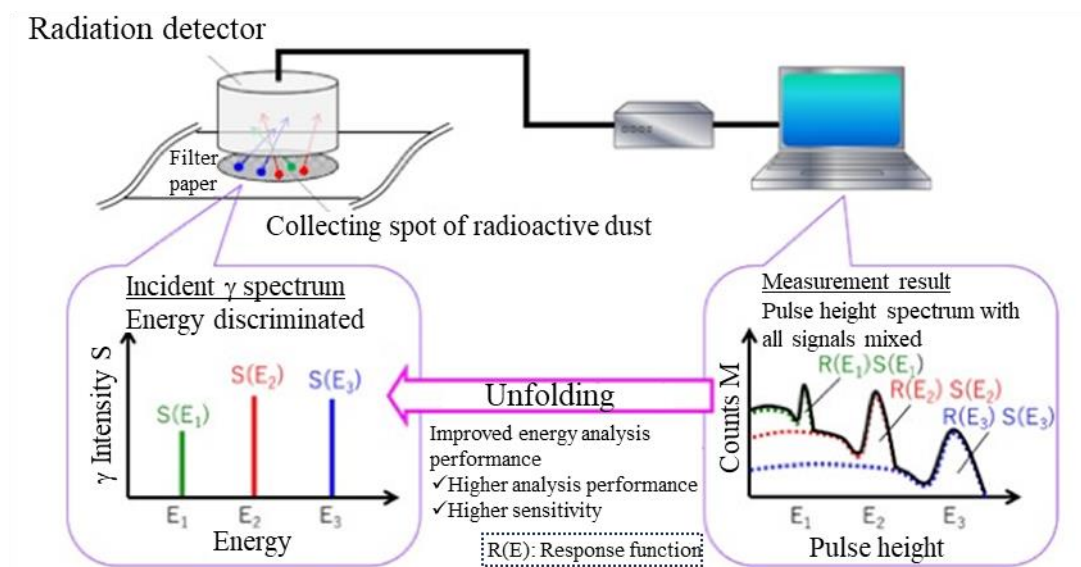 Radiation detector
Filter
paper
Collecting spot of radioactive dust
Incident γ spectrum
Energy discriminated
γ Intensity S
S(E₁)
S(E₂)
S(E₃)
E₁
E₂
E₃
Energy
Unfolding
Improved energy analysis
performance
✓Higher analysis performance
✓Higher sensitivity
R(E): Response function
Measurement result
Pulse height spectrum with
all signals mixed
Counts M
R(E₁)S(E₁)
R(E₂) S(E₂)
R(E₃) S(E₃)
E₁
E₂
E₃
Pulse height